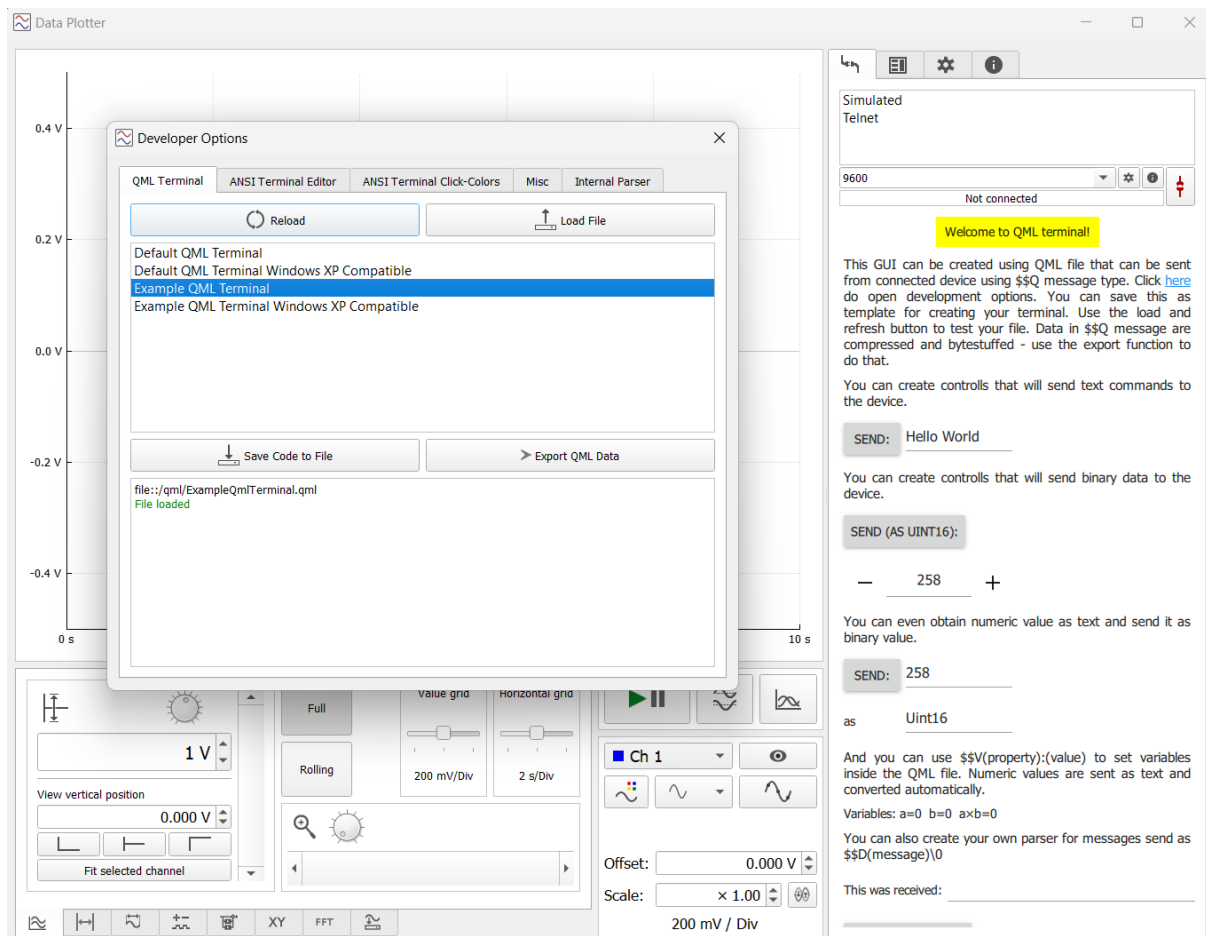 Data Plotter
0.4 V
0.2 V
0.0 V
-0.2 V
-0.4 V
0 s
10 s
Developer Options
QML Terminal
ANSI Terminal Editor
ANSI Terminal Click-Colors
Misc
Internal Parser
Reload
Load File
Default QML Terminal
Default QML Terminal Windows XP Compatible
Example QML Terminal
Example QML Terminal Windows XP Compatible
Save Code to File
Export QML Data
file::/qml/ExampleQmlTerminal.qml
File loaded
1 V
View vertical position
0.000 V
Fit selected channel
Full
Rolling
Value grid
Horizontal grid
200 mV/Div
2 s/Div
Ch 1
Offset:
0.000 V
Scale:
× 1.00
200 mV / Div
XY
FFT
Simulated
Telnet
9600
Not connected
Welcome to QML terminal!
This GUI can be created using QML file that can be sent
from connected device using $$Q message type. Click here
do open development options. You can save this as
template for creating your terminal. Use the load and
refresh button to test your file. Data in $$Q message are
compressed and bytestuffed - use the export function to
do that.
You can create controlls that will send text commands to
the device.
SEND:
Hello World
You can create controlls that will send binary data to the
device.
SEND (AS UINT16):
258
You can even obtain numeric value as text and send it as
binary value.
SEND:
258
as
Uint16
And you can use $$V(property):(value) to set variables
inside the QML file. Numeric values are sent as text and
converted automatically.
Variables: a=0 b=0 a×b=0
You can also create your own parser for messages send as
$$D(message)\0
This was received: